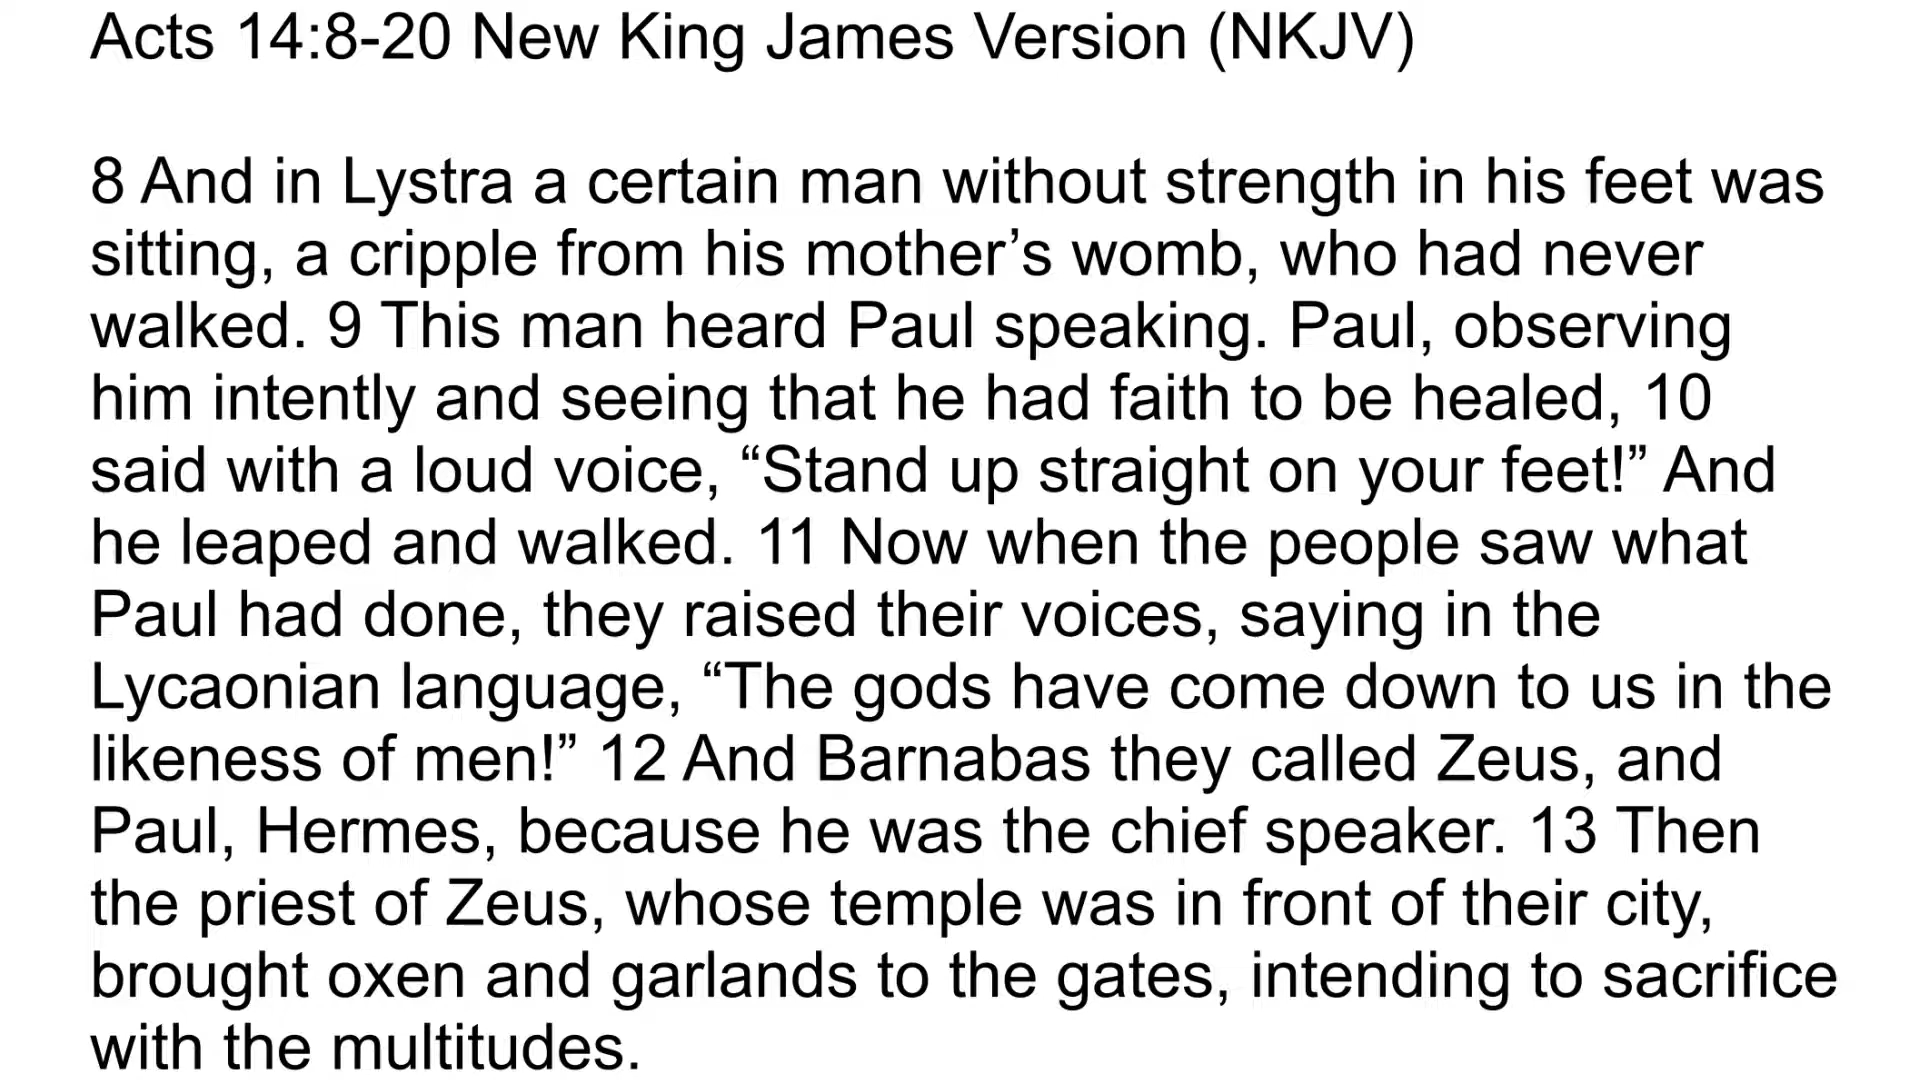 Acts 14:8-20 New King James Version (NKJV)
8 And in Lystra a certain man without strength in his feet was
sitting, a cripple from his mother’s womb, who had never
walked. 9 This man heard Paul speaking. Paul, observing
him intently and seeing that he had faith to be healed, 10
said with a loud voice, “Stand up straight on your feet!” And
he leaped and walked. 11 Now when the people saw what
Paul had done, they raised their voices, saying in the
Lycaonian language, “The gods have come down to us in the
likeness of men!” 12 And Barnabas they called Zeus, and
Paul, Hermes, because he was the chief speaker. 13 Then
the priest of Zeus, whose temple was in front of their city,
brought oxen and garlands to the gates, intending to sacrifice
with the multitudes.